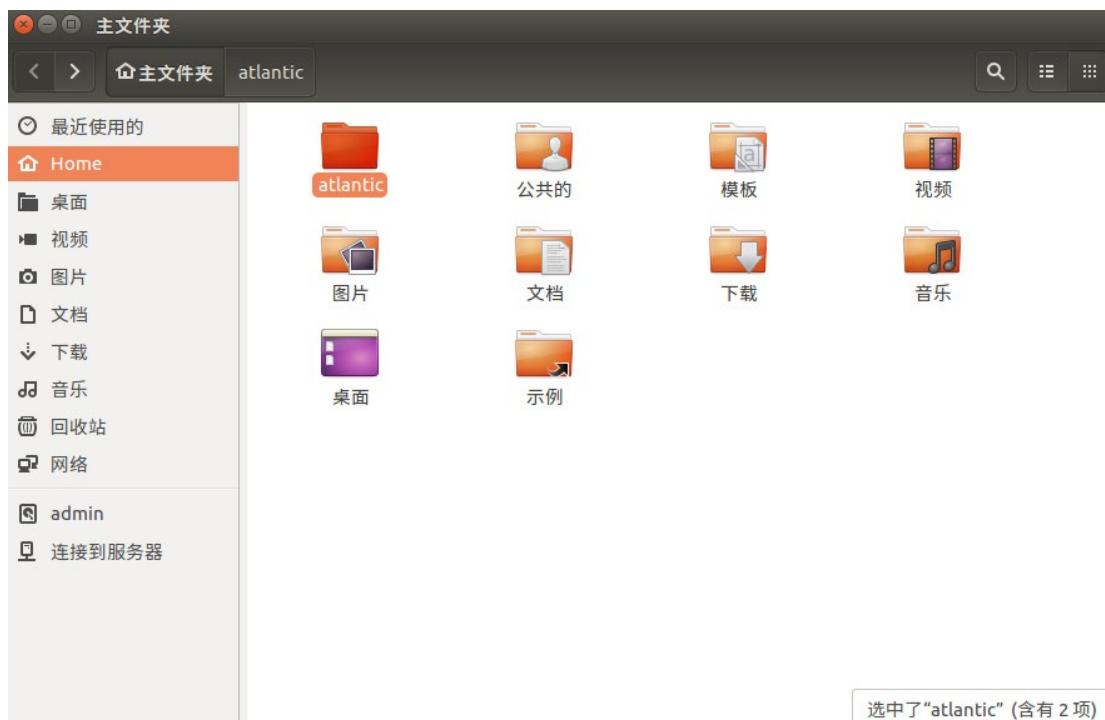 主文件夹
主文件夹 atlantic
最近使用的
Home
桌面
视频
图片
文档
下载
音乐
回收站
网络
admin
连接到服务器
atlantic 公共的 模板 视频
图片 文档 下载 音乐
桌面 示例
选中了“atlantic” (含有 2 项)